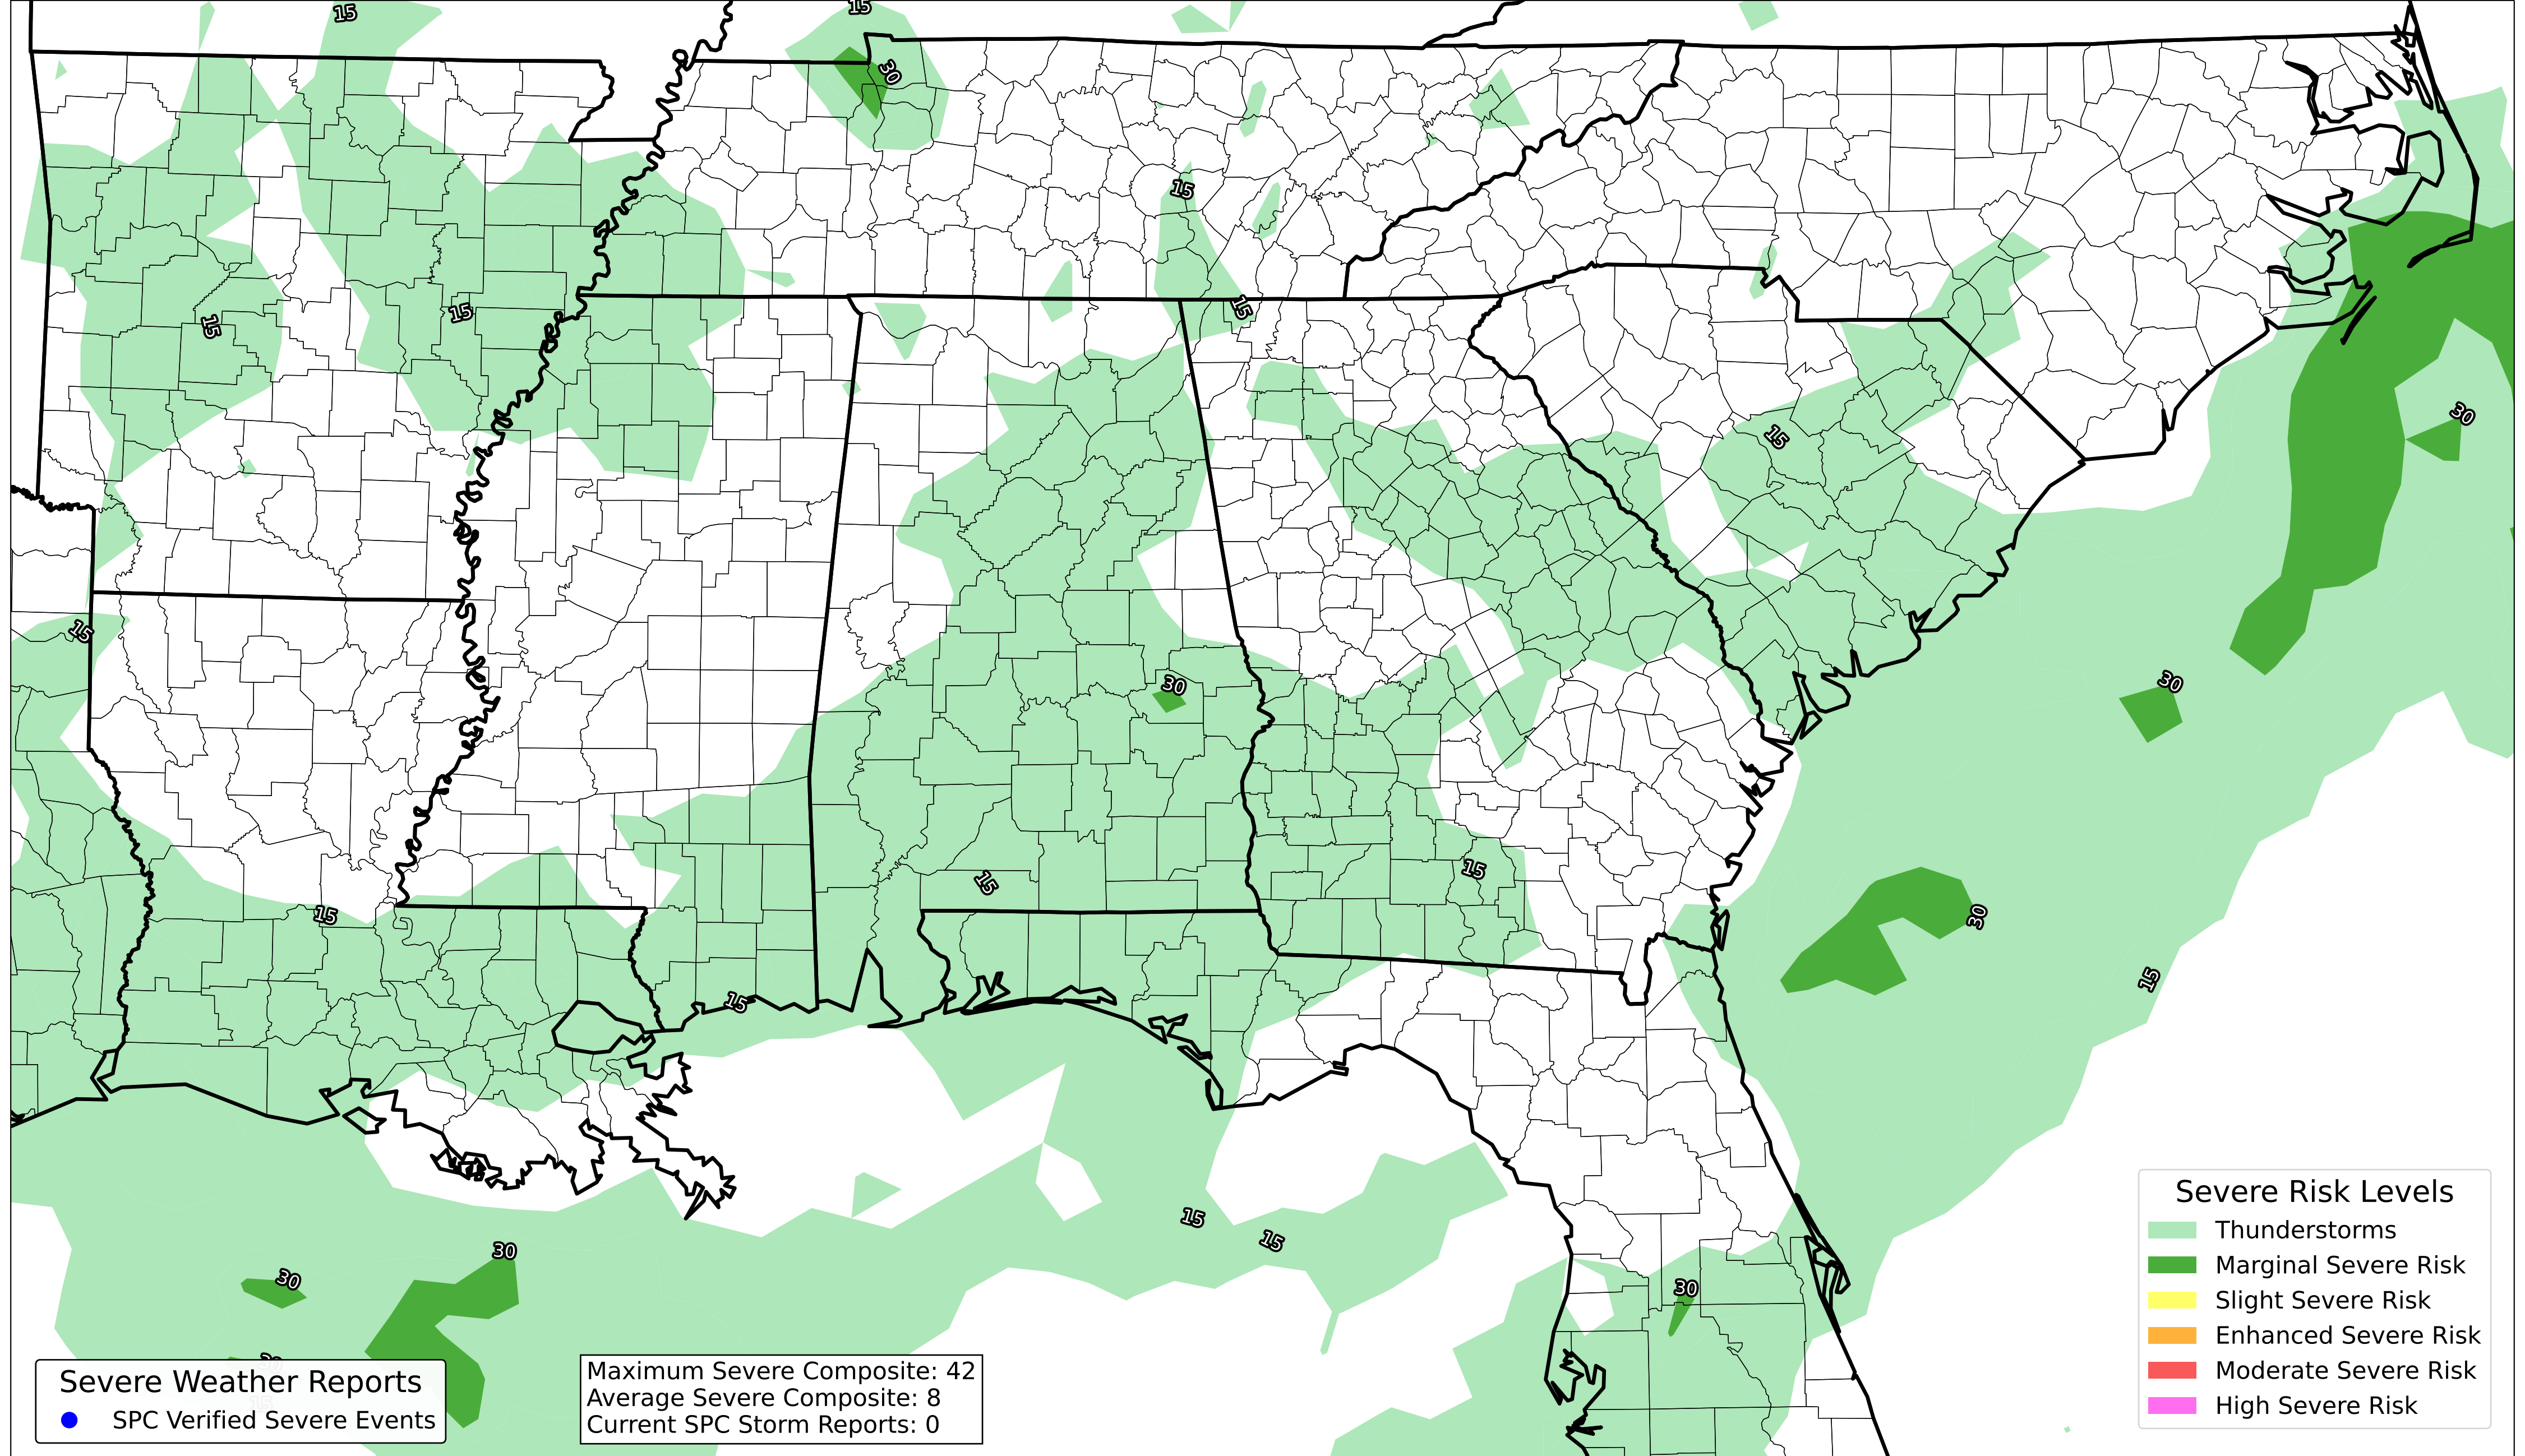 15
15
30
15
15
15
15
30
15
15
30
30
15
15
30
15
15
15
15
15
30
30
30
Severe Weather Reports
SPC Verified Severe Events
Maximum Severe Composite: 42
Average Severe Composite: 8
Current SPC Storm Reports: 0
Severe Risk Levels
Thunderstorms
Marginal Severe Risk
Slight Severe Risk
Enhanced Severe Risk
Moderate Severe Risk
High Severe Risk